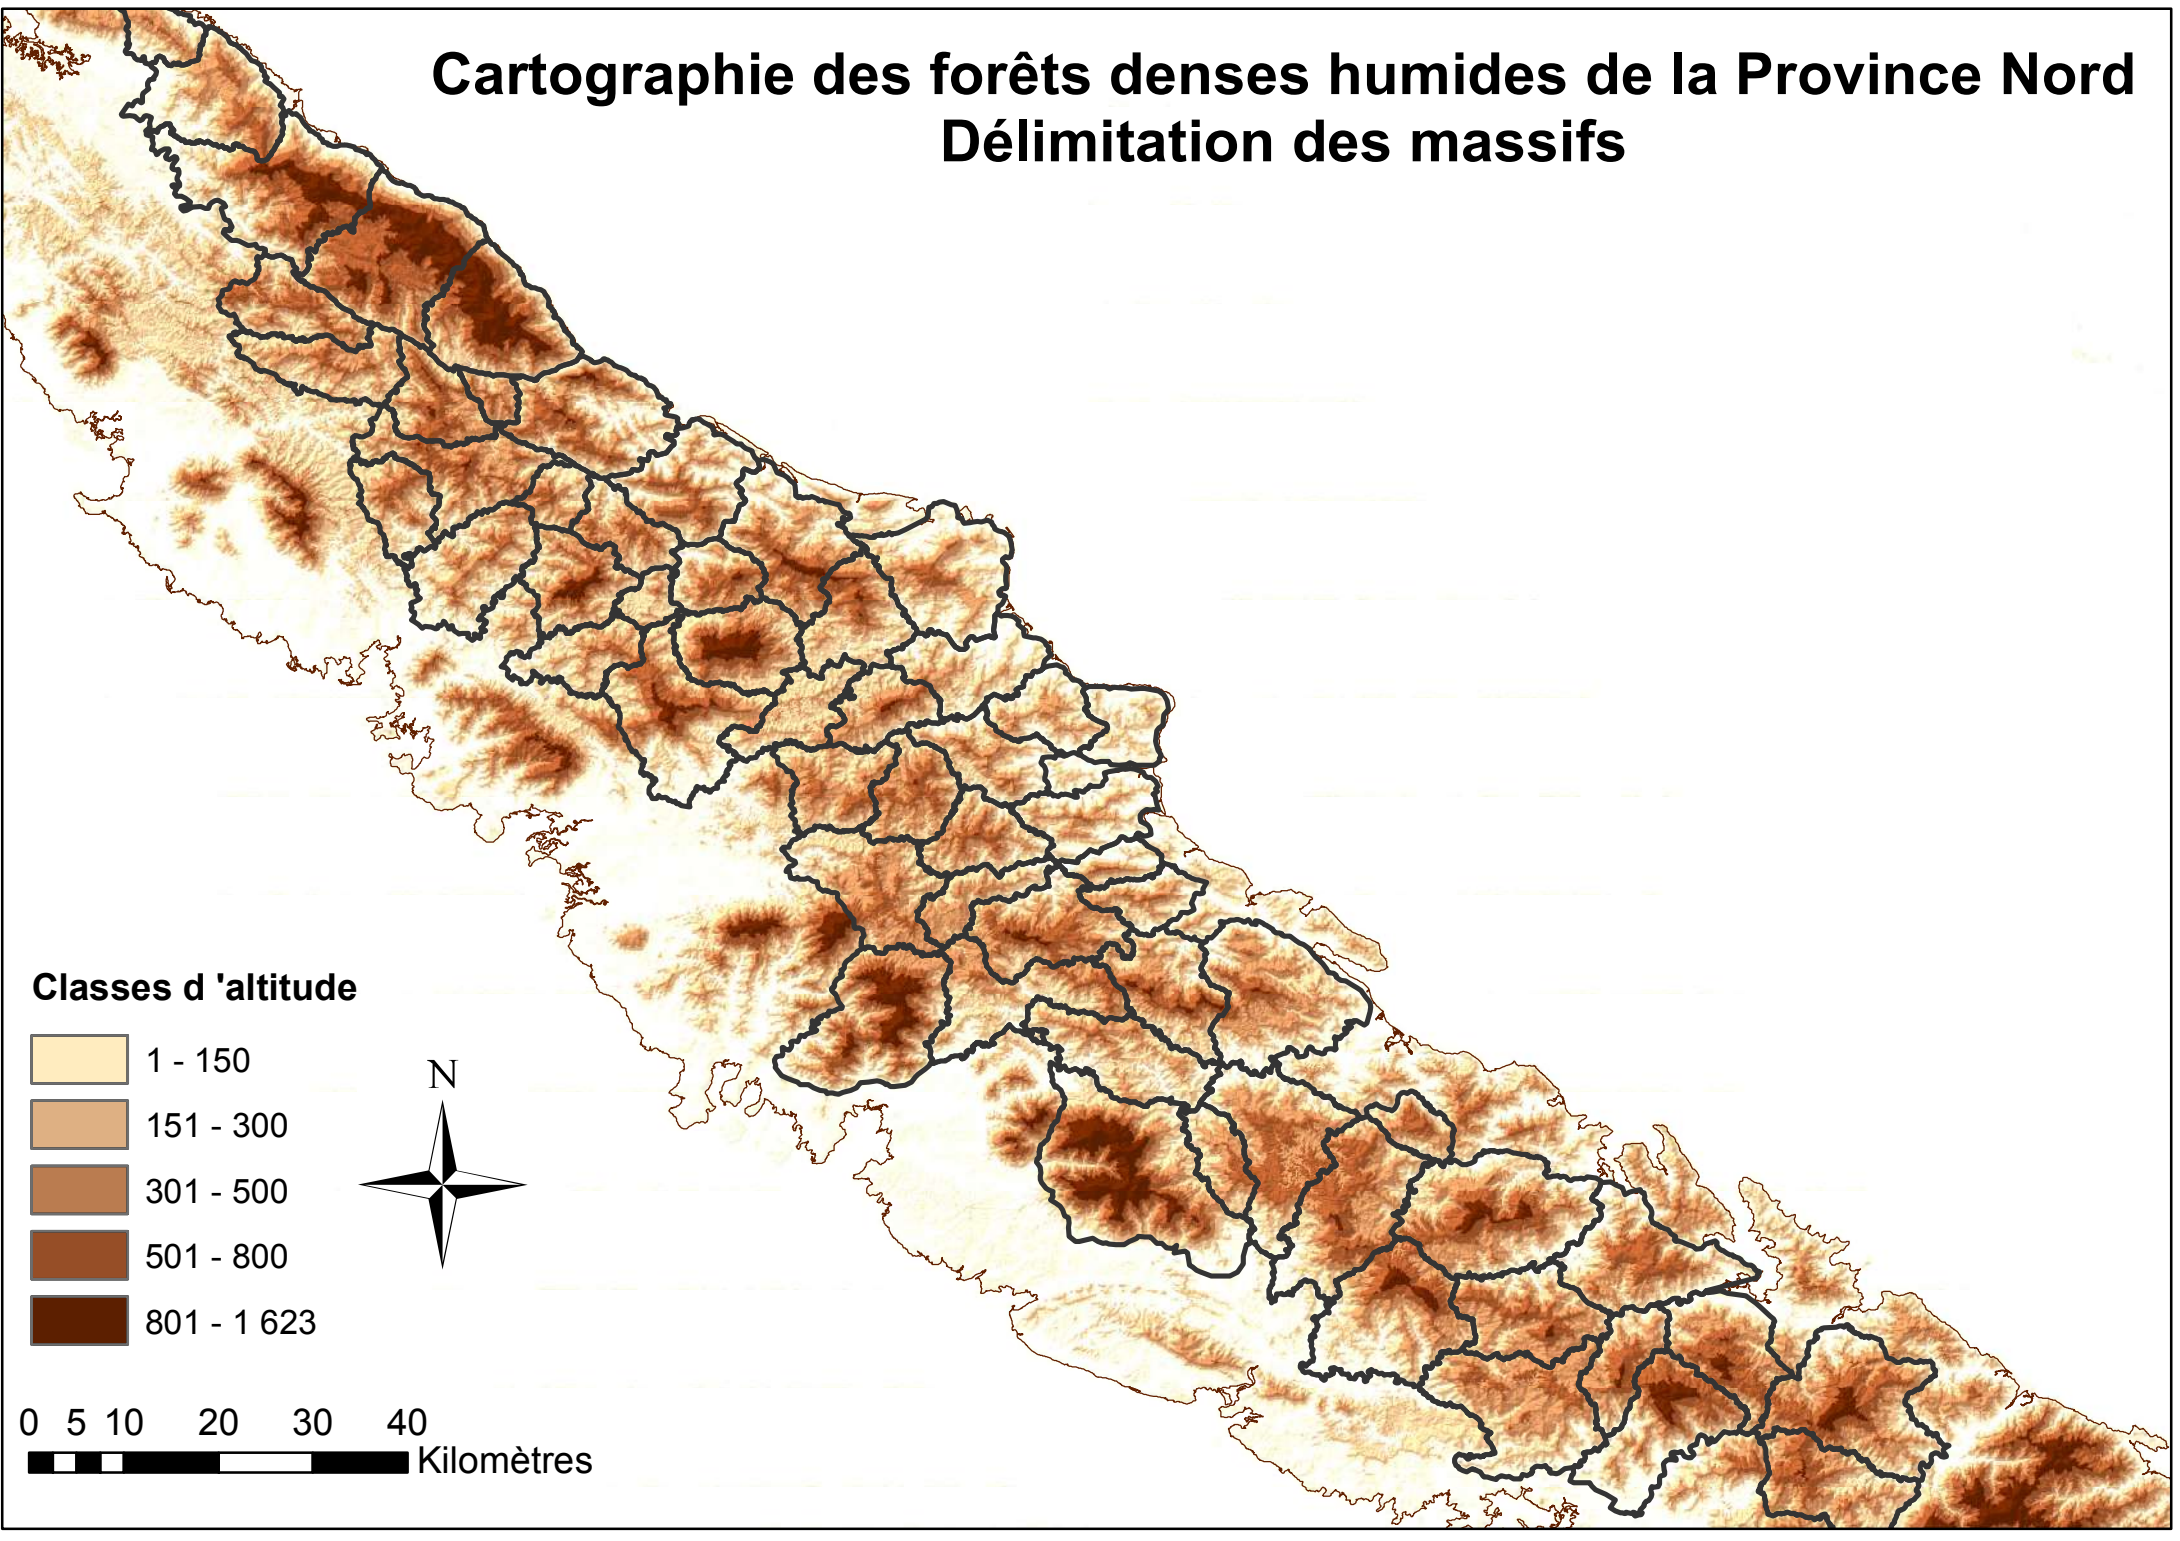 Cartographie des forêts denses humides de la Province Nord
Délimitation des massifs
Classes d 'altitude
1 - 150
151 - 300
301 - 500
501 - 800
801 - 1 623
N
0 5 10 20 30 40
Kilomètres